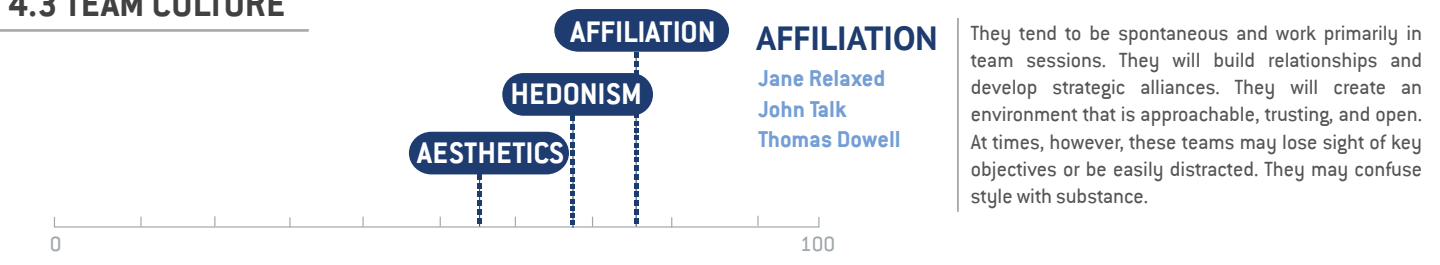 4.3 TEAM CULTURE
AFFILIATION
HEDONISM
AESTHETICS
0
100
AFFILIATION
Jane Relaxed
John Talk
Thomas Dowell
They tend to be spontaneous and work primarily in
team sessions. They will build relationships and
develop strategic alliances. They will create an
environment that is approachable, trusting, and open.
At times, however, these teams may lose sight of key
objectives or be easily distracted. They may confuse
style with substance.